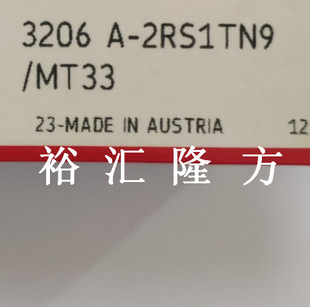 3206 A-2RS1TN9
/MT33
23-MADE IN AUSTRIA 12
裕汇隆方